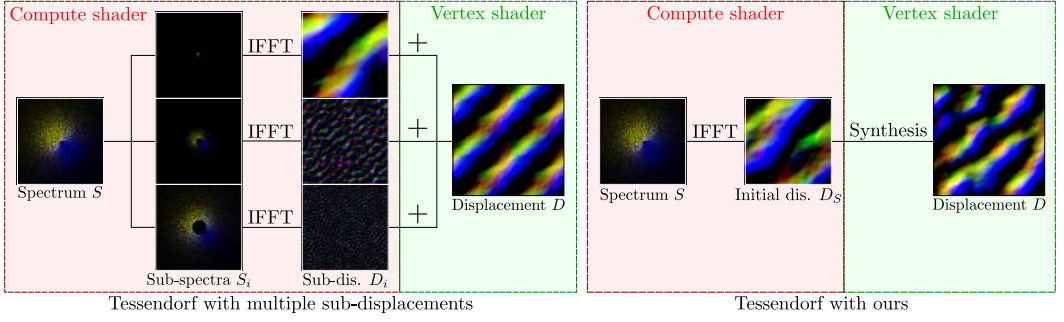 Compute shader
Vertex shader
IFFT
+
Spectrum S
IFFT
+
IFFT
+
Displacement D
Sub-spectra S_i
Sub-dis. D_i
Tessendorf with multiple sub-displacements
Compute shader
Vertex shader
IFFT
Synthesis
Spectrum S
Initial dis. D_S
Displacement D
Tessendorf with ours